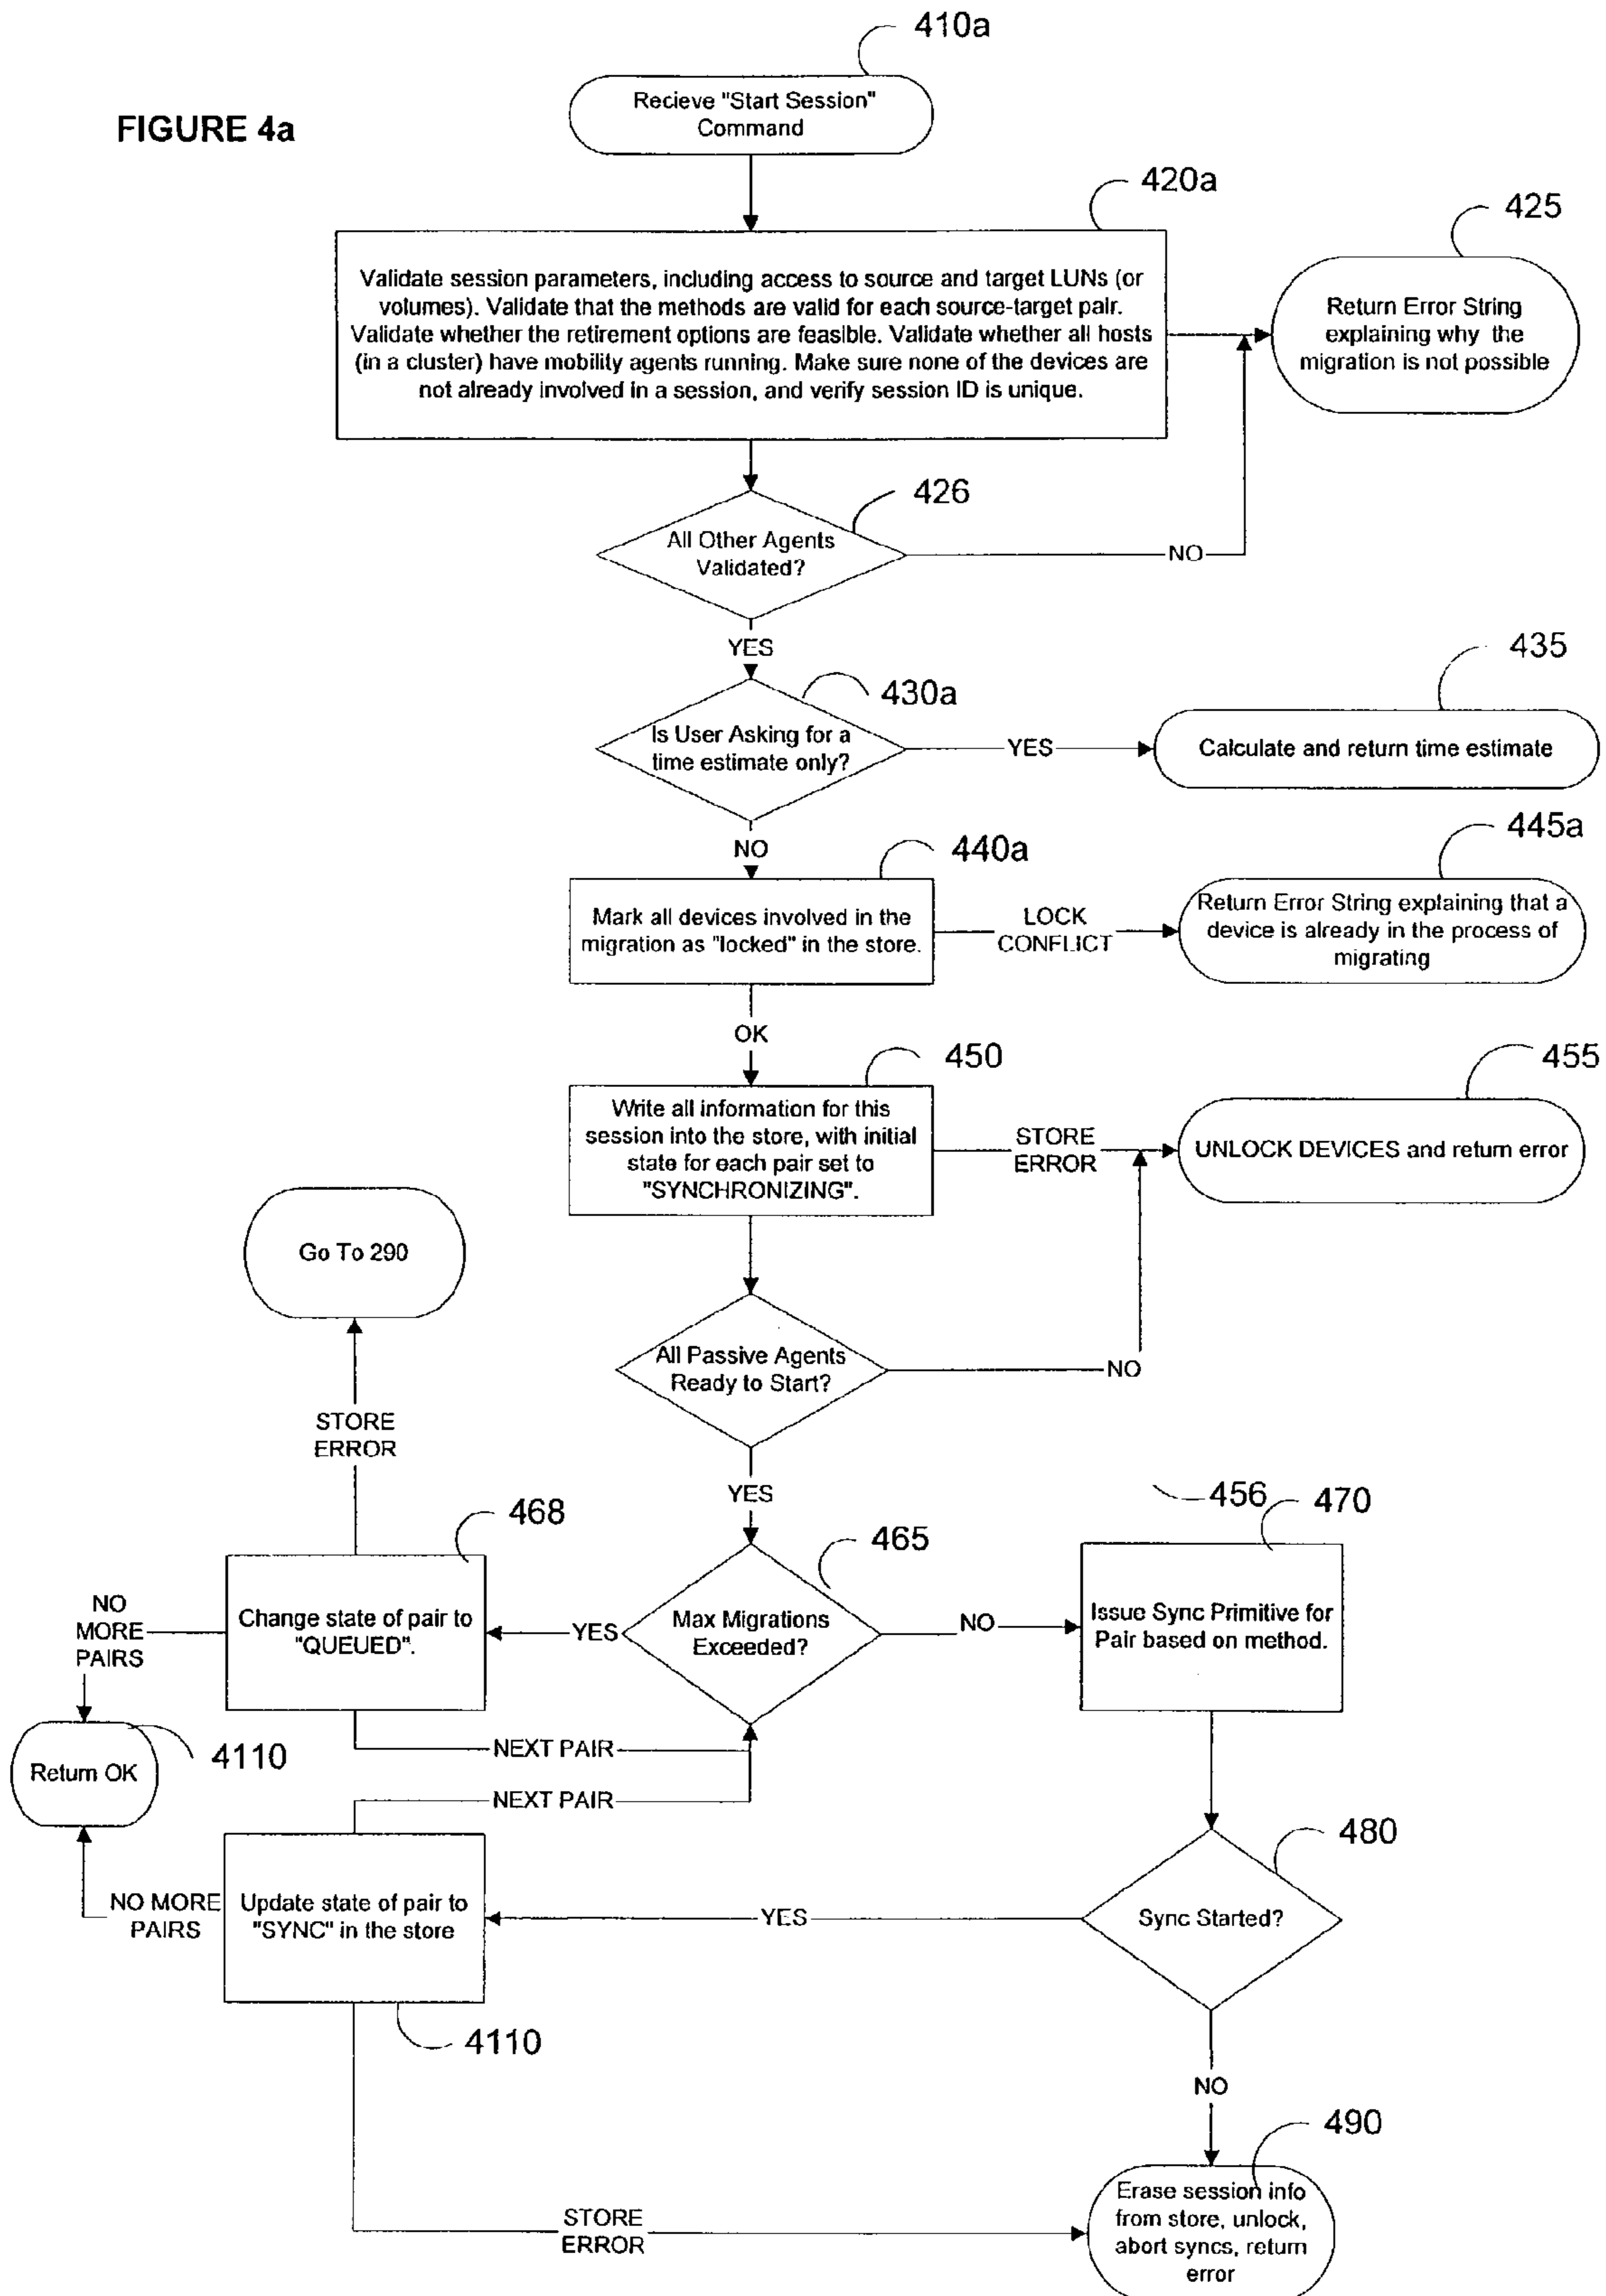 410a
FIGURE 4a
Recieve "Start Session"
Command
420a
425
Validate session parameters, including access to source and target LUNs (or
volumes). Validate that the methods are valid for each source-target pair.
Validate whether the retirement options are feasible. Validate whether all hosts
(in a cluster) have mobility agents running. Make sure none of the devices are
not already involved in a session, and verify session ID is unique.
Return Error String
explaining why the
migration is not possible
426
All Other Agents
Validated?
NO
YES
435
430a
Is User Asking for a
time estimate only?
YES
Calculate and return time estimate
NO
440a
445a
Mark all devices involved in the
migration as "locked" in the store.
LOCK
CONFLICT
Return Error String explaining that a
device is already in the process of
migrating
OK
450
455
Write all information for this
session into the store, with initial
state for each pair set to
"SYNCHRONIZING".
STORE
ERROR
UNLOCK DEVICES and return error
Go To 290
All Passive Agents
Ready to Start?
NO
STORE
ERROR
YES
456
470
468
465
NO
MORE
PAIRS
Change state of pair to
"QUEUED".
YES
Max Migrations
Exceeded?
NO
Issue Sync Primitive for
Pair based on method.
4110
Return OK
NEXT PAIR
NEXT PAIR
480
NO MORE
PAIRS
Update state of pair to
"SYNC" in the store
YES
Sync Started?
4110
NO
490
STORE
ERROR
Erase session info
from store, unlock,
abort syncs, return
error